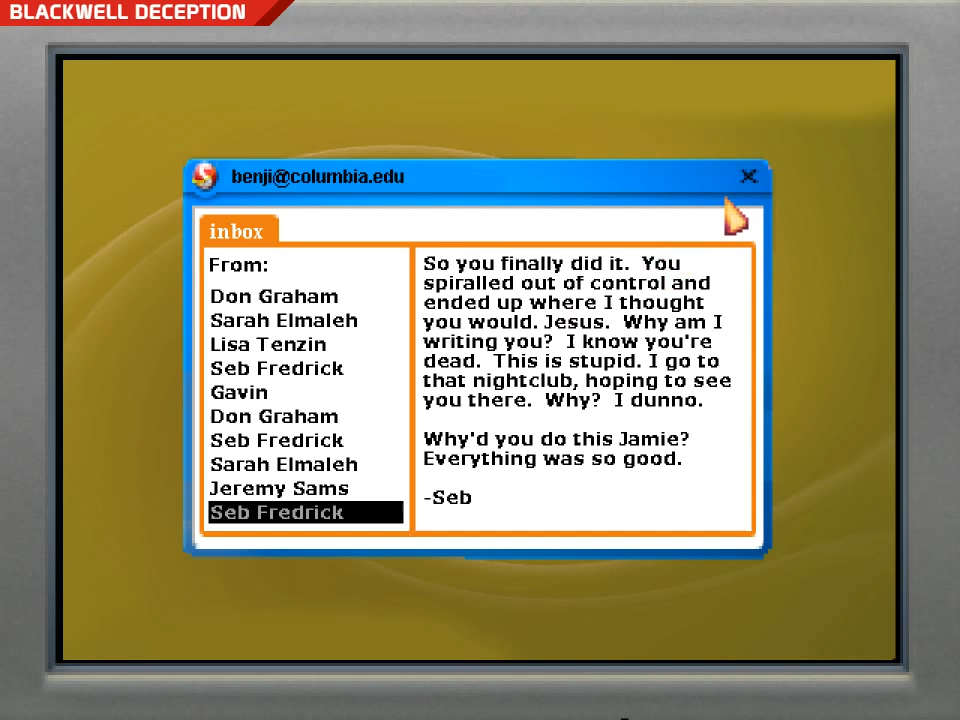 BLACKWELL DECEPTION
benji@columbia.edu
inbox
From:
Don Graham
Sarah Elmaleh
Lisa Tenzin
Seb Fredrick
Gavin
Don Graham
Seb Fredrick
Sarah Elmaleh
Jeremy Sams
Seb Fredrick
So you finally did it.  You
spiralled out of control and
ended up where I thought
you would. Jesus.  Why am I
writing you?  I know you're
dead.  This is stupid. I go to
that nightclub, hoping to see
you there.  Why?  I dunno.
Why'd you do this Jamie?
Everything was so good.
-Seb